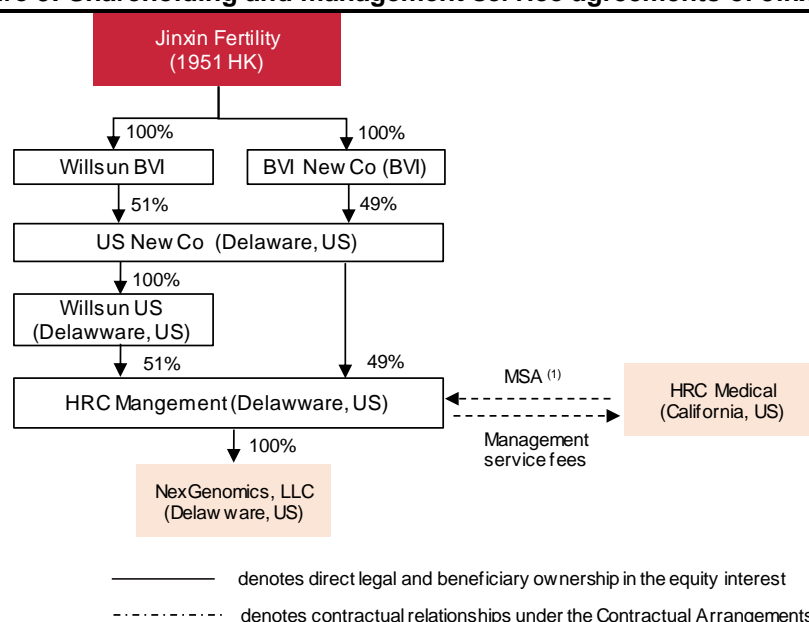 Jinxin Fertility
(1951 HK)
100%
100%
Willsun BVI
BVI New Co (BVI)
51%
49%
US New Co (Delaware, US)
100%
Willsun US
(Delawware, US)
51%
49%
MSA (1)
HRC Mangement (Delawware, US)
HRC Medical
(California, US)
Management
service fees
100%
NexGenomics, LLC
(Delawware, US)
denotes direct legal and beneficiary ownership in the equity interest
denotes contractual relationships under the Contractual Arrangements